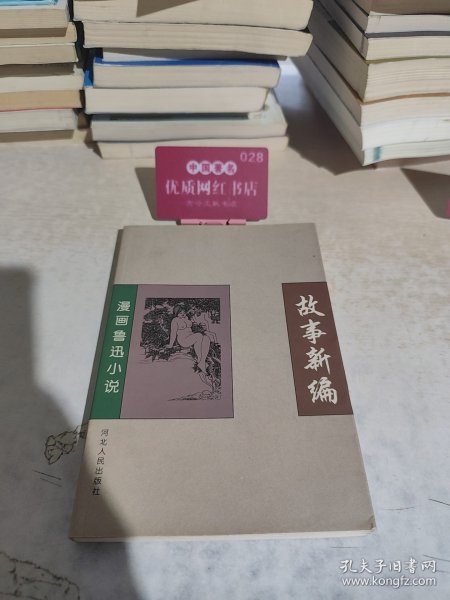 028
中国著名
优质网红书店
故事新编
漫画鲁迅小说
河北人民出版社
孔夫子旧书网
www.kongfz.com